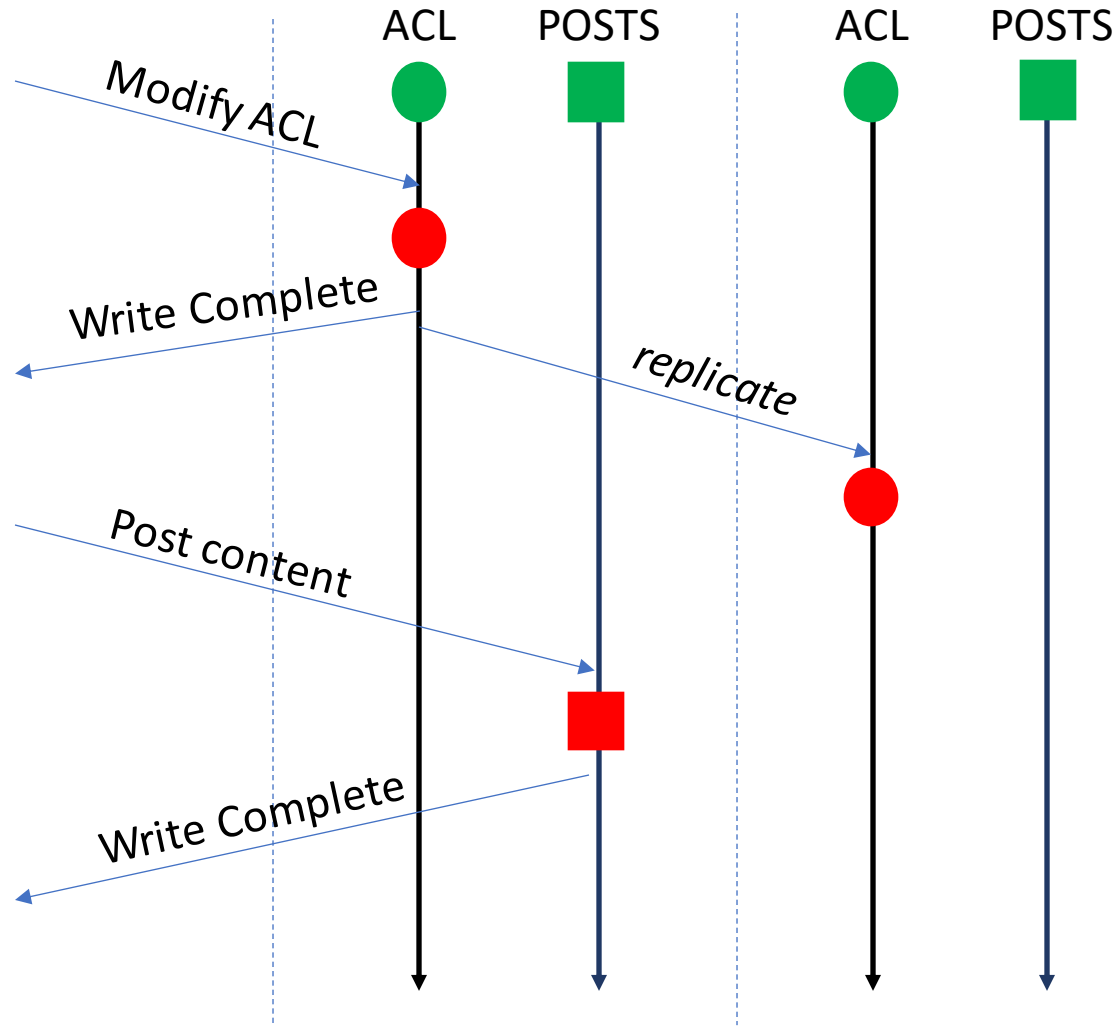 ACL POSTS ACL POSTS
Modify ACL
Write Complete
replicate
Post content
Write Complete